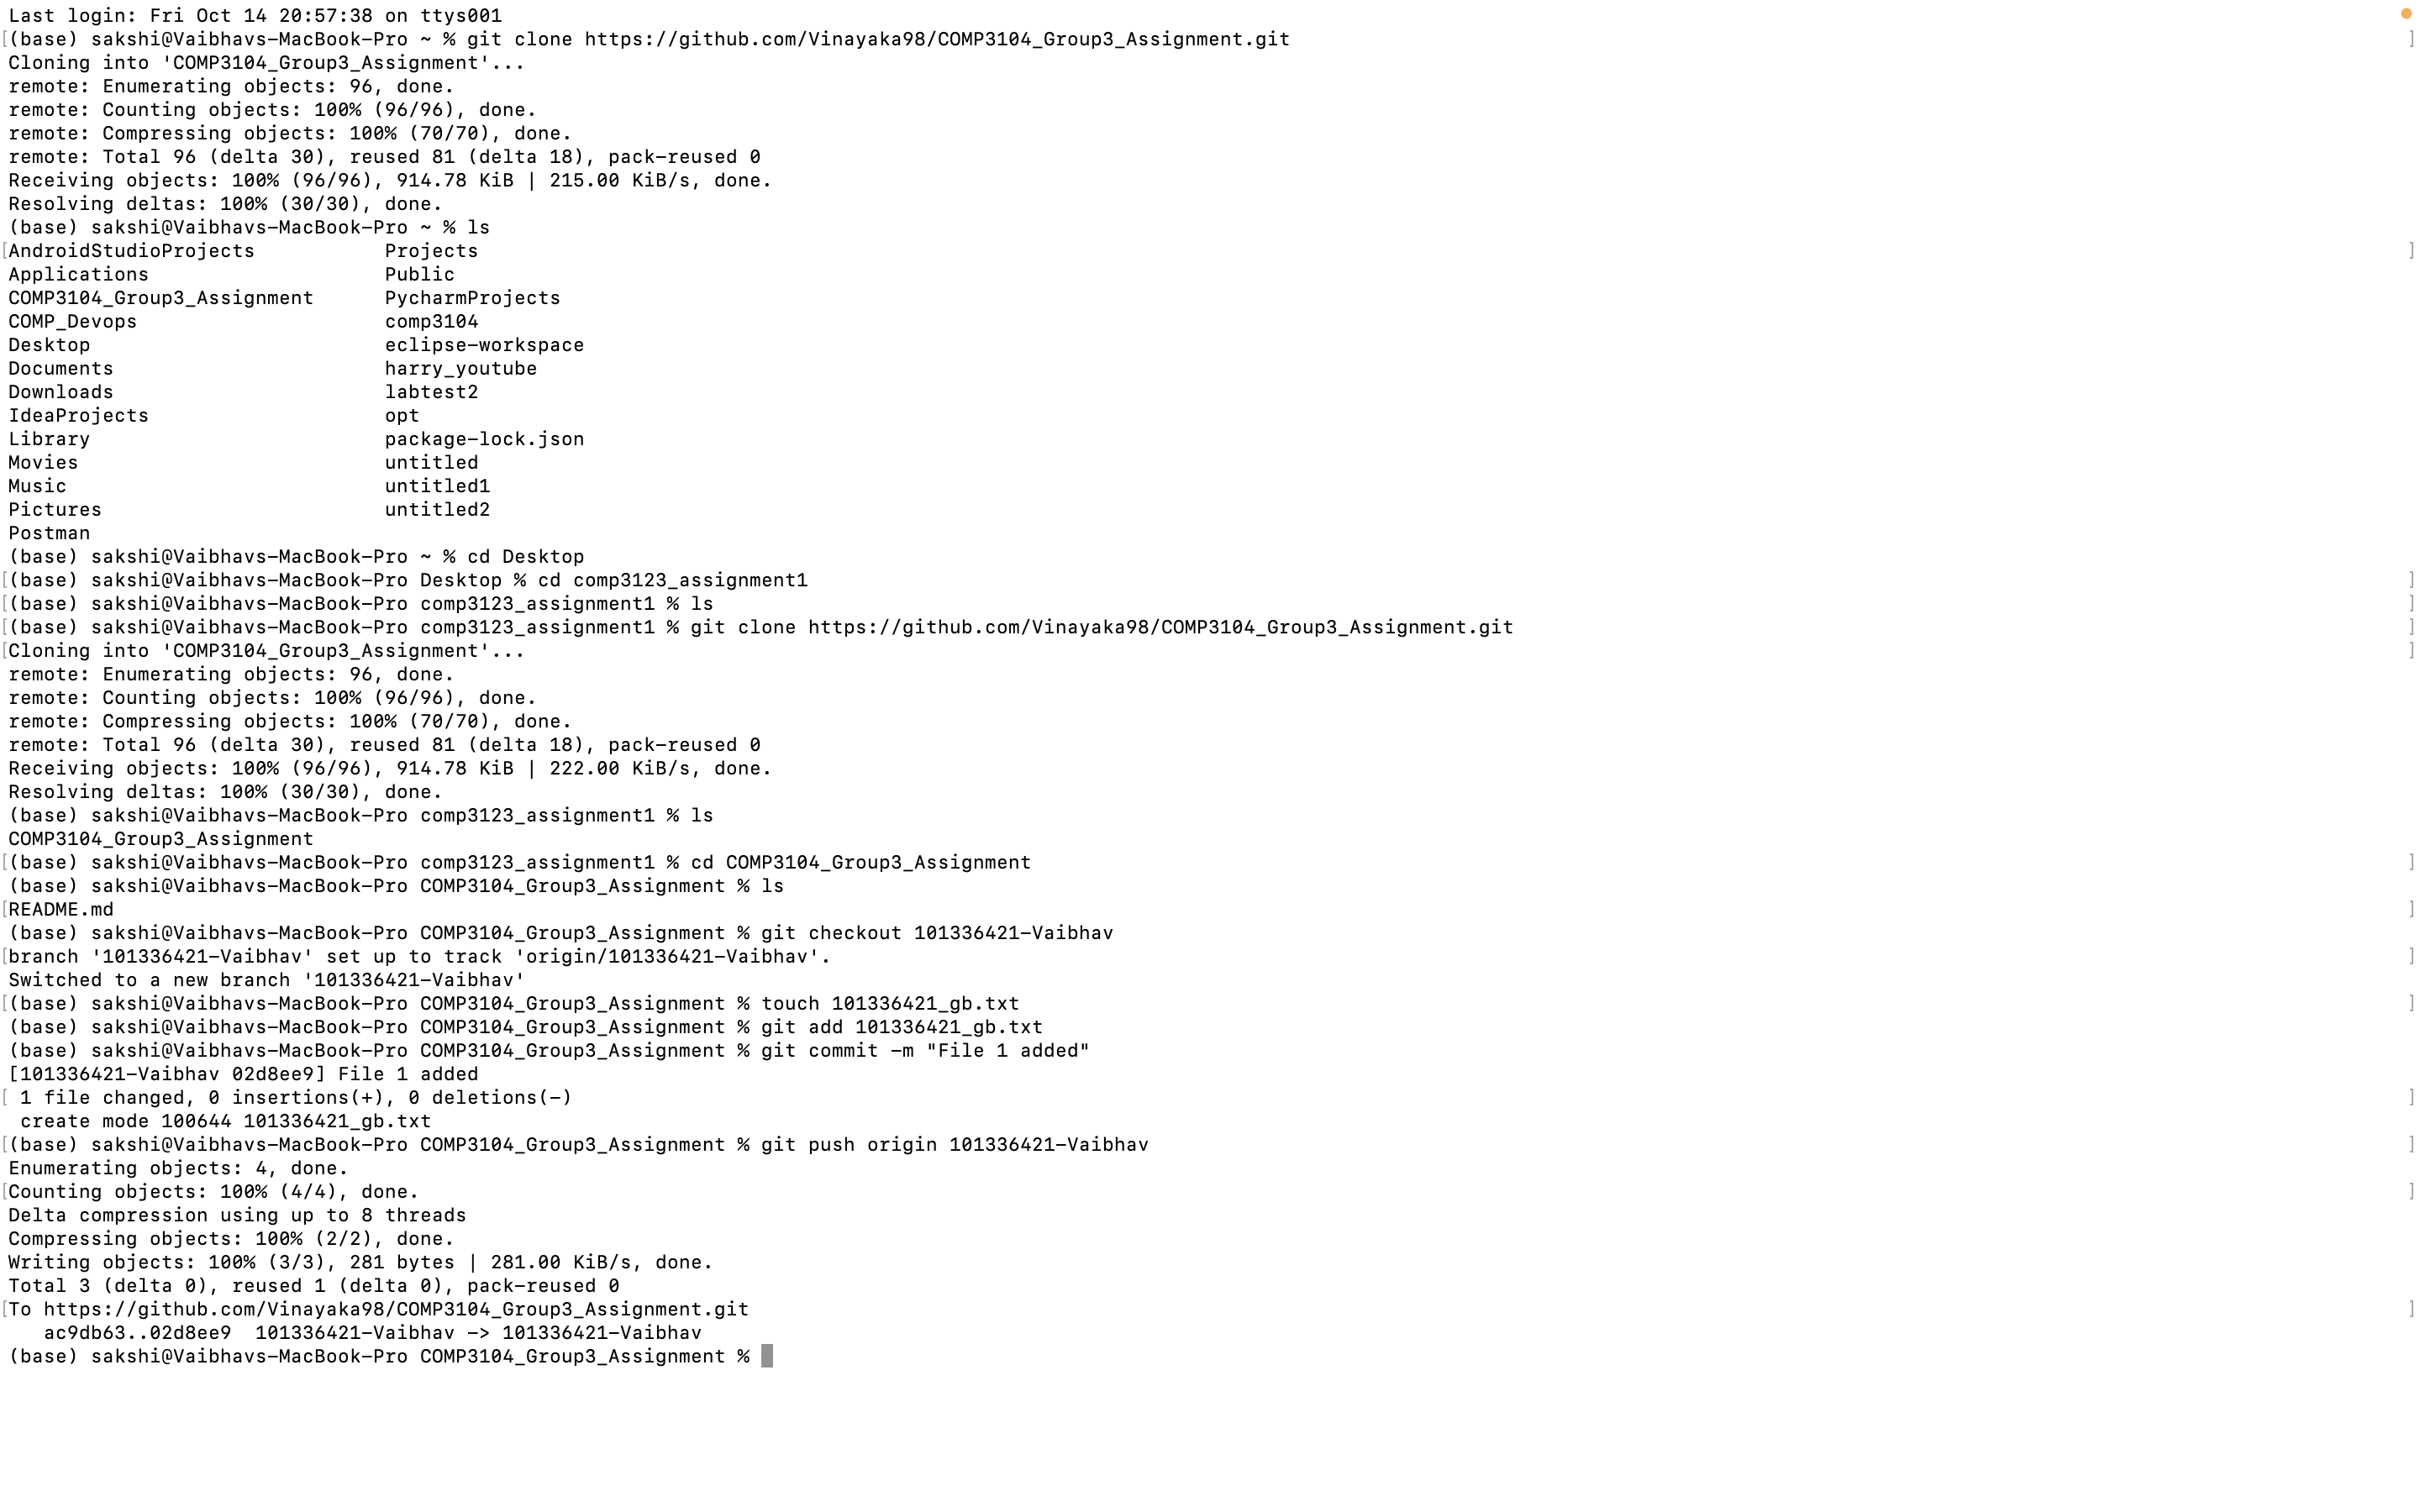 Last login: Fri Oct 14 20:57:38 on ttys001
[(base) sakshi@Vaibhavs-MacBook-Pro ~ % git clone https://github.com/Vinayaka98/COMP3104_Group3_Assignment.git ]
Cloning into 'COMP3104_Group3_Assignment'...
remote: Enumerating objects: 96, done.
remote: Counting objects: 100% (96/96), done.
remote: Compressing objects: 100% (70/70), done.
remote: Total 96 (delta 30), reused 81 (delta 18), pack-reused 0
Receiving objects: 100% (96/96), 914.78 KiB | 215.00 KiB/s, done.
Resolving deltas: 100% (30/30), done.
(base) sakshi@Vaibhavs-MacBook-Pro ~ % ls
[AndroidStudioProjects Projects ]
Applications Public
COMP3104_Group3_Assignment PycharmProjects
COMP_Devops comp3104
Desktop eclipse-workspace
Documents harry_youtube
Downloads labtest2
IdeaProjects opt
Library package-lock.json
Movies untitled
Music untitled1
Pictures untitled2
Postman
(base) sakshi@Vaibhavs-MacBook-Pro ~ % cd Desktop
[(base) sakshi@Vaibhavs-MacBook-Pro Desktop % cd comp3123_assignment1 ]
[(base) sakshi@Vaibhavs-MacBook-Pro comp3123_assignment1 % ls ]
[(base) sakshi@Vaibhavs-MacBook-Pro comp3123_assignment1 % git clone https://github.com/Vinayaka98/COMP3104_Group3_Assignment.git ]
[Cloning into 'COMP3104_Group3_Assignment'... ]
remote: Enumerating objects: 96, done.
remote: Counting objects: 100% (96/96), done.
remote: Compressing objects: 100% (70/70), done.
remote: Total 96 (delta 30), reused 81 (delta 18), pack-reused 0
Receiving objects: 100% (96/96), 914.78 KiB | 222.00 KiB/s, done.
Resolving deltas: 100% (30/30), done.
(base) sakshi@Vaibhavs-MacBook-Pro comp3123_assignment1 % ls
COMP3104_Group3_Assignment
[(base) sakshi@Vaibhavs-MacBook-Pro comp3123_assignment1 % cd COMP3104_Group3_Assignment ]
(base) sakshi@Vaibhavs-MacBook-Pro COMP3104_Group3_Assignment % ls
[README.md ]
(base) sakshi@Vaibhavs-MacBook-Pro COMP3104_Group3_Assignment % git checkout 101336421-Vaibhav
[branch '101336421-Vaibhav' set up to track 'origin/101336421-Vaibhav'. ]
Switched to a new branch '101336421-Vaibhav'
[(base) sakshi@Vaibhavs-MacBook-Pro COMP3104_Group3_Assignment % touch 101336421_gb.txt ]
(base) sakshi@Vaibhavs-MacBook-Pro COMP3104_Group3_Assignment % git add 101336421_gb.txt
(base) sakshi@Vaibhavs-MacBook-Pro COMP3104_Group3_Assignment % git commit -m "File 1 added"
[101336421-Vaibhav 02d8ee9] File 1 added
[ 1 file changed, 0 insertions(+), 0 deletions(-) ]
create mode 100644 101336421_gb.txt
[(base) sakshi@Vaibhavs-MacBook-Pro COMP3104_Group3_Assignment % git push origin 101336421-Vaibhav ]
Enumerating objects: 4, done.
[Counting objects: 100% (4/4), done. ]
Delta compression using up to 8 threads
Compressing objects: 100% (2/2), done.
Writing objects: 100% (3/3), 281 bytes | 281.00 KiB/s, done.
Total 3 (delta 0), reused 1 (delta 0), pack-reused 0
[To https://github.com/Vinayaka98/COMP3104_Group3_Assignment.git ]
ac9db63..02d8ee9 101336421-Vaibhav -> 101336421-Vaibhav
(base) sakshi@Vaibhavs-MacBook-Pro COMP3104_Group3_Assignment %